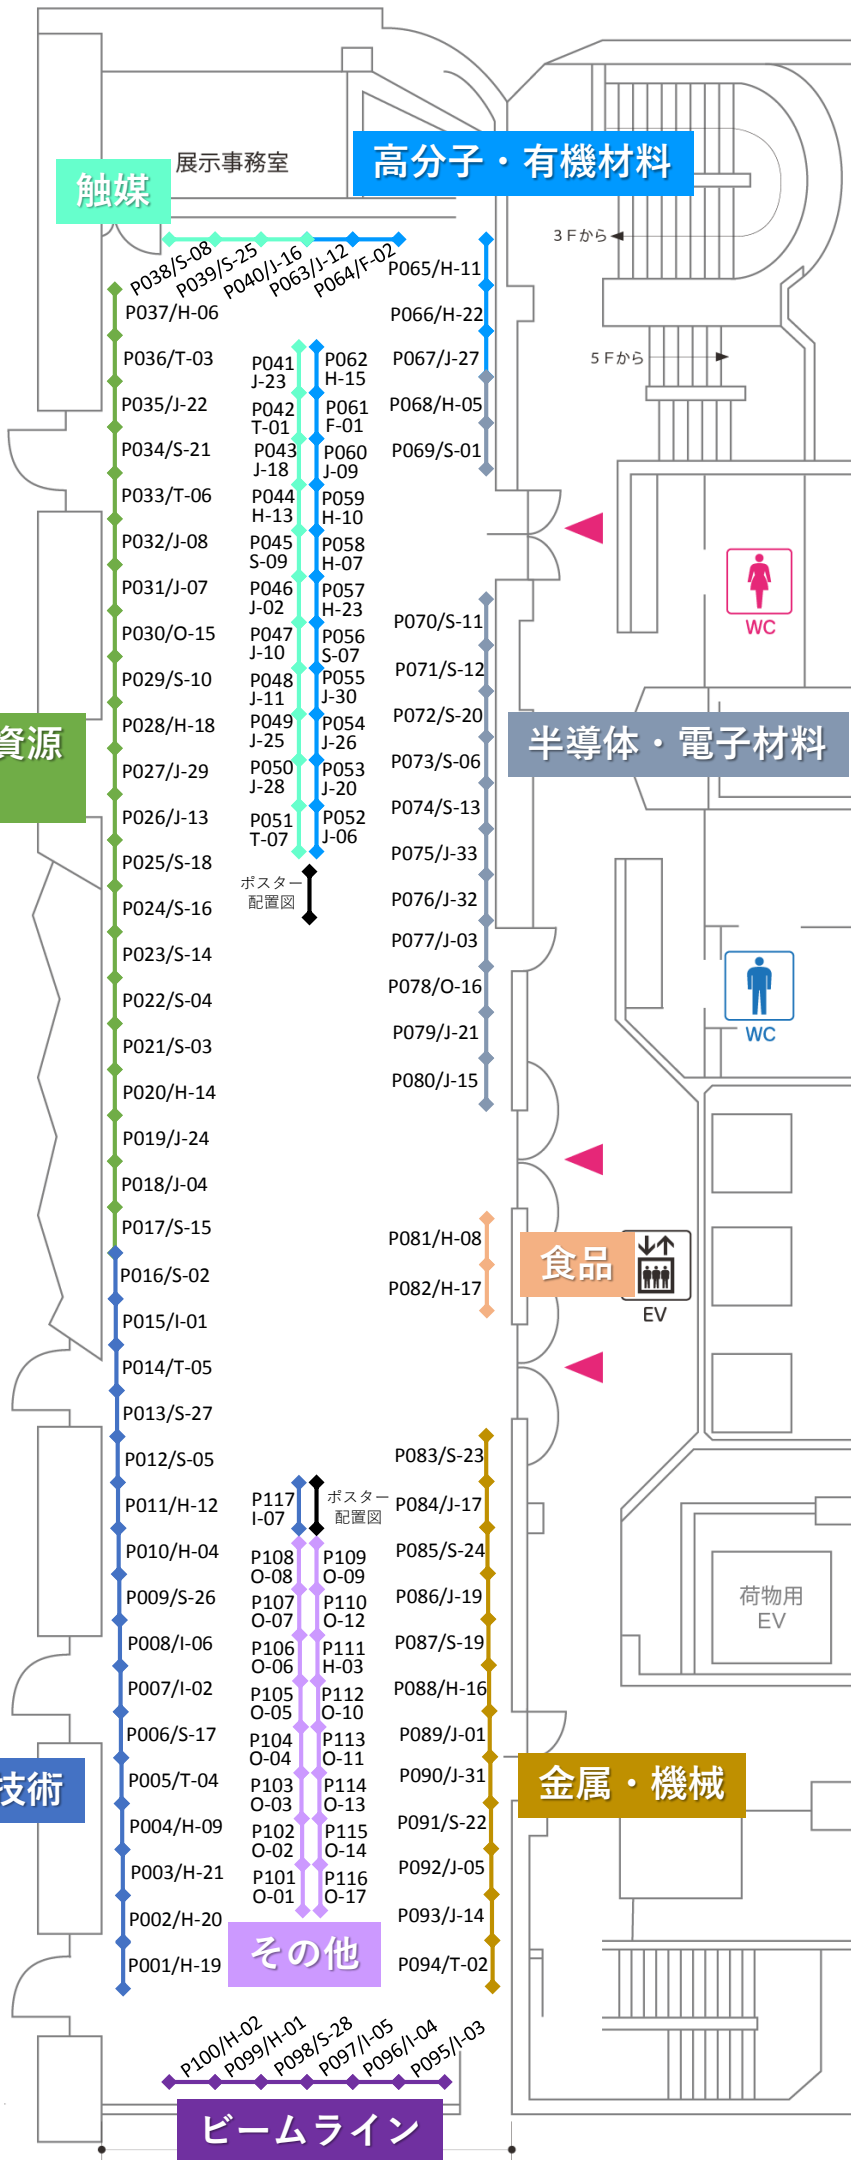 展示事務室
触媒
高分子・有機材料
3Fから
5Fから
P038/S-08
P039/S-25
P040/J-16
P063/J-12
P064/F-02
P065/H-11
P066/H-22
P067/J-27
P068/H-05
P069/S-01
P037/H-06
P036/T-03
P035/J-22
P034/S-21
P033/T-06
P032/J-08
P031/J-07
P030/O-15
P029/S-10
P028/H-18
P027/J-29
P026/J-13
P025/S-18
P024/S-16
P023/S-14
P022/S-04
P021/S-03
P020/H-14
P019/J-24
P018/J-04
P017/S-15
P041
J-23
P042
T-01
P043
J-18
P044
H-13
P045
S-09
P046
J-02
P047
J-10
P048
J-11
P049
J-25
P050
J-28
P051
T-07
P062
H-15
P061
F-01
P060
J-09
P059
H-10
P058
H-07
P057
H-23
P056
S-07
P055
J-30
P054
J-26
P053
J-20
P052
J-06
ポスター
配置図
WC
P070/S-11
P071/S-12
P072/S-20
P073/S-06
P074/S-13
P075/J-33
P076/J-32
P077/J-03
P078/O-16
P079/J-21
P080/J-15
資源
半導体・電子材料
WC
P081/H-08
P082/H-17
食品
EV
P016/S-02
P015/I-01
P014/T-05
P013/S-27
P012/S-05
P011/H-12
P010/H-04
P009/S-26
P008/I-06
P007/I-02
P006/S-17
P005/T-04
P004/H-09
P003/H-21
P002/H-20
P001/H-19
技術
P117
I-07
ポスター
配置図
P108
O-08
P107
O-07
P106
O-06
P105
O-05
P104
O-04
P103
O-03
P102
O-02
P101
O-01
P109
O-09
P110
O-12
P111
H-03
P112
O-10
P113
O-11
P114
O-13
P115
O-14
P116
O-17
その他
P083/S-23
P084/J-17
P085/S-24
P086/J-19
P087/S-19
P088/H-16
P089/J-01
P090/J-31
P091/S-22
P092/J-05
P093/J-14
P094/T-02
荷物用
EV
金属・機械
P100/H-02
P099/H-01
P098/S-28
P097/I-05
P096/I-04
P095/I-03
ビームライン